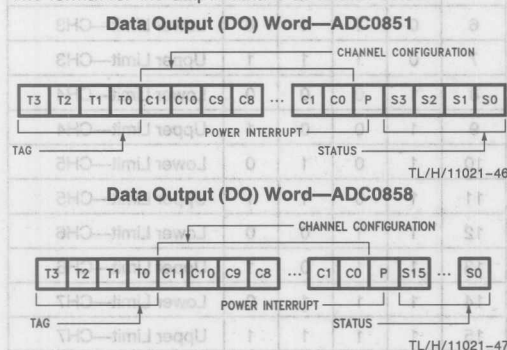 Data Output (DO) Word—ADC0851
CHANNEL CONFIGURATION
T3 T2 T1 T0 C11 C10 C9 C8 ... C1 C0 P S3 S2 S1 S0
POWER INTERRUPT
TAG STATUS
TL/H/11021-46
Data Output (DO) Word—ADC0858
CHANNEL CONFIGURATION
T3 T2 T1 T0 C11 C10 C9 C8 ... C1 C0 P S15 ... S0
POWER INTERRUPT
TAG STATUS
TL/H/11021-47